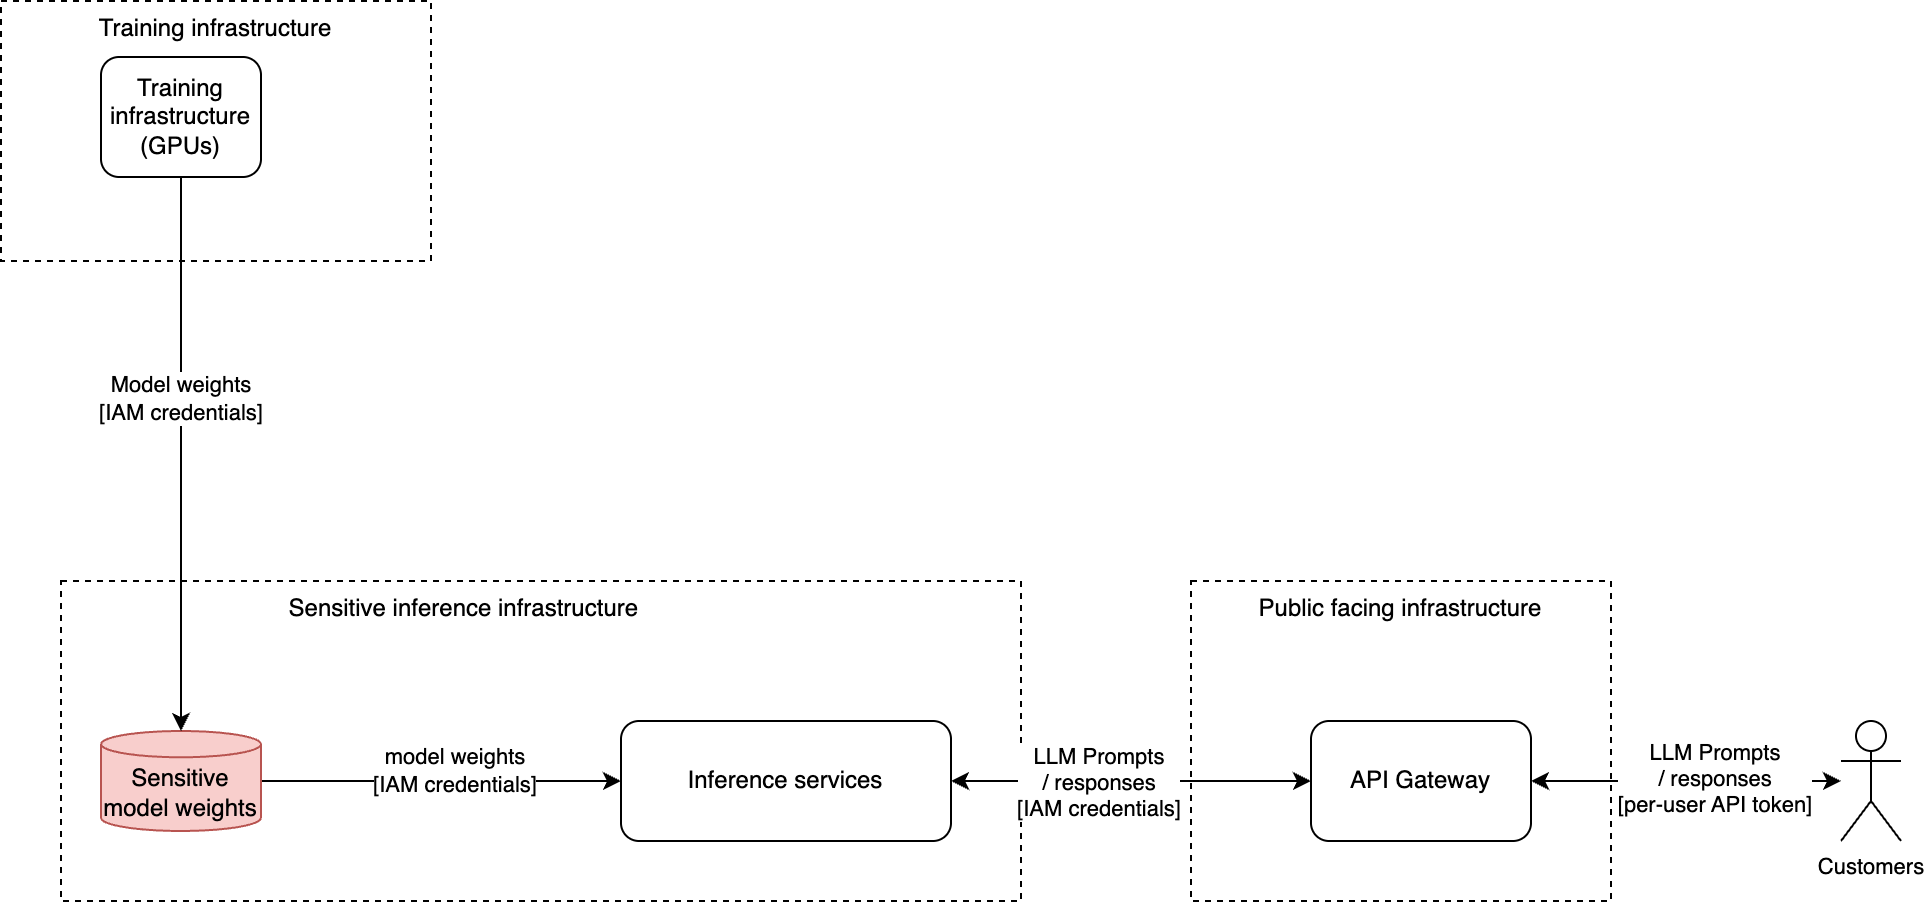 Training infrastructure
Training
infrastructure
(GPUs)
Model weights
[IAM credentials]
Sensitive inference infrastructure
Public facing infrastructure
Sensitive
model weights
model weights
[IAM credentials]
Inference services
LLM Prompts
/ responses
[IAM credentials]
API Gateway
LLM Prompts
/ responses
[per-user API token]
Customers